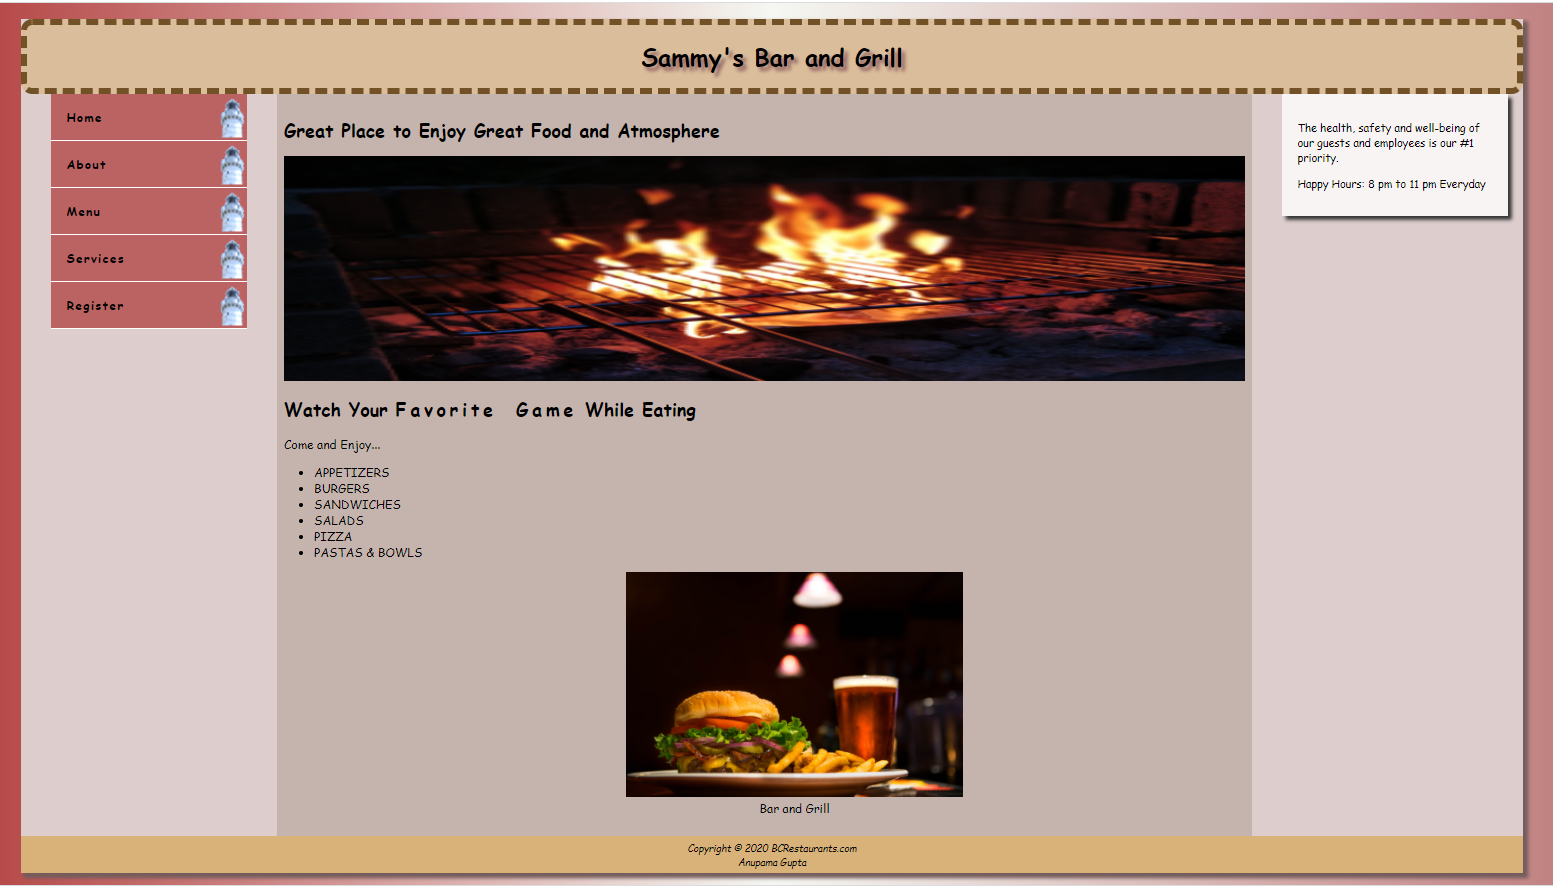 Sammy's Bar and Grill
Home
About
Menu
Services
Register
Great Place to Enjoy Great Food and Atmosphere
Watch Your Favorite Game While Eating
Come and Enjoy...
APPETIZERS
BURGERS
SANDWICHES
SALADS
PIZZA
PASTAS & BOWLS
Bar and Grill
The health, safety and well-being of
our guests and employees is our #1
priority.
Happy Hours: 8 pm to 11 pm Everyday
Copyright © 2020 BCRestaurants.com
Anupama Gupta